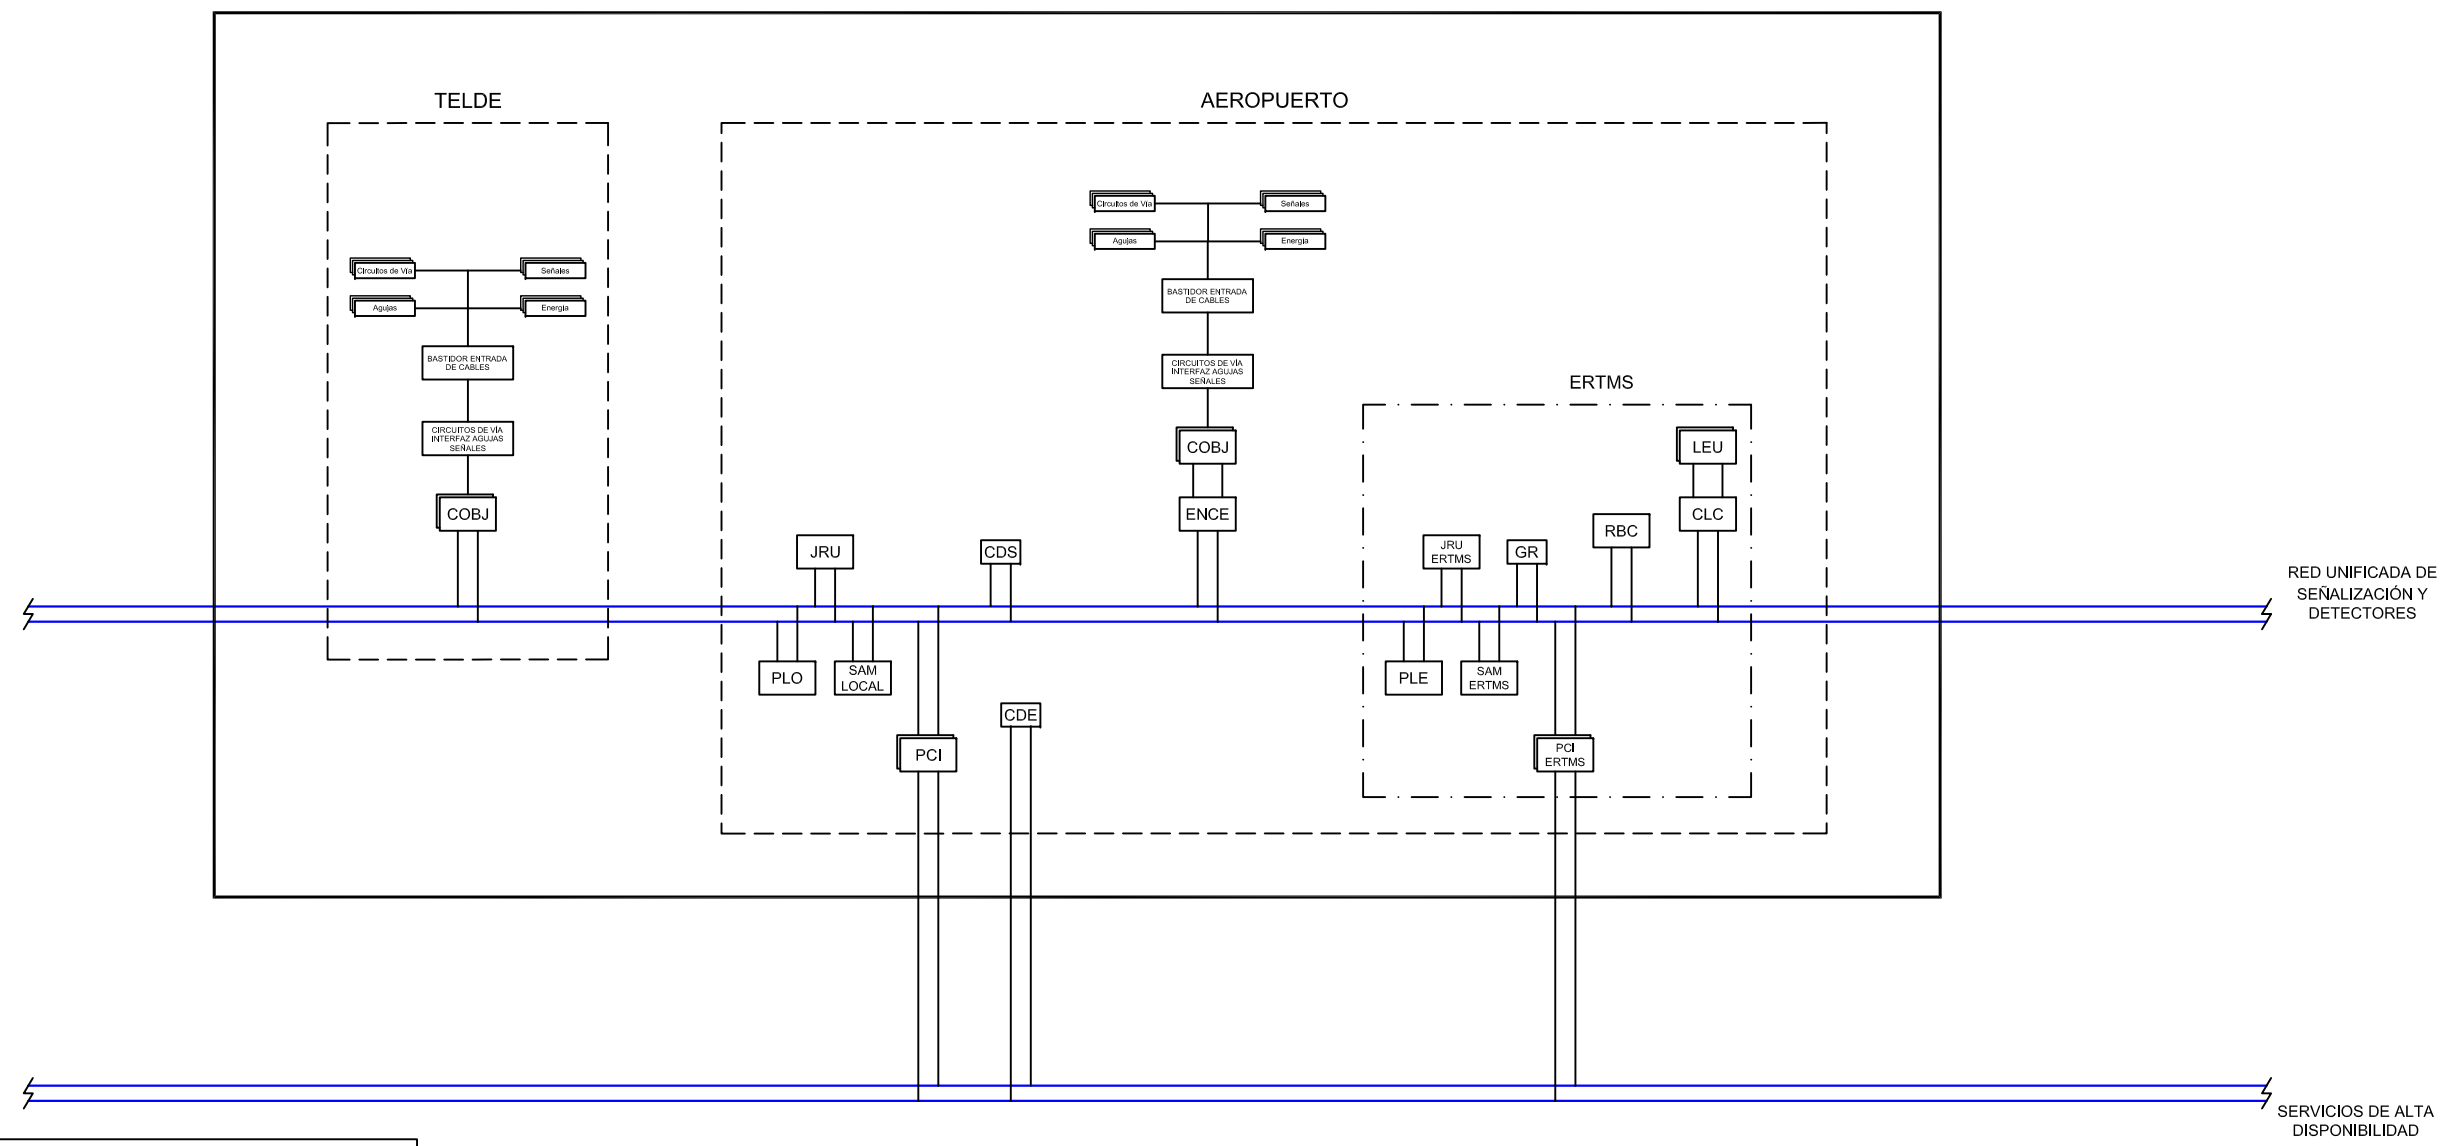 TELDE
AEROPUERTO
Circuitos de Vía
Señales
Agujas
Energía
BASTIDOR ENTRADA
DE CABLES
CIRCUITOS DE VÍA
INTERFAZ AGUJAS
SEÑALES
COBJ
Circuitos de Vía
Señales
Agujas
Energía
BASTIDOR ENTRADA
DE CABLES
CIRCUITOS DE VÍA
INTERFAZ AGUJAS
SEÑALES
COBJ
ENCE
JRU
CDS
PLO
SAM
LOCAL
PCI
CDE
ERTMS
LEU
CLC
RBC
JRU
ERTMS
GR
PLE
SAM
ERTMS
PCI
ERTMS
RED UNIFICADA DE
SEÑALIZACIÓN Y
DETECTORES
SERVICIOS DE ALTA
DISPONIBILIDAD